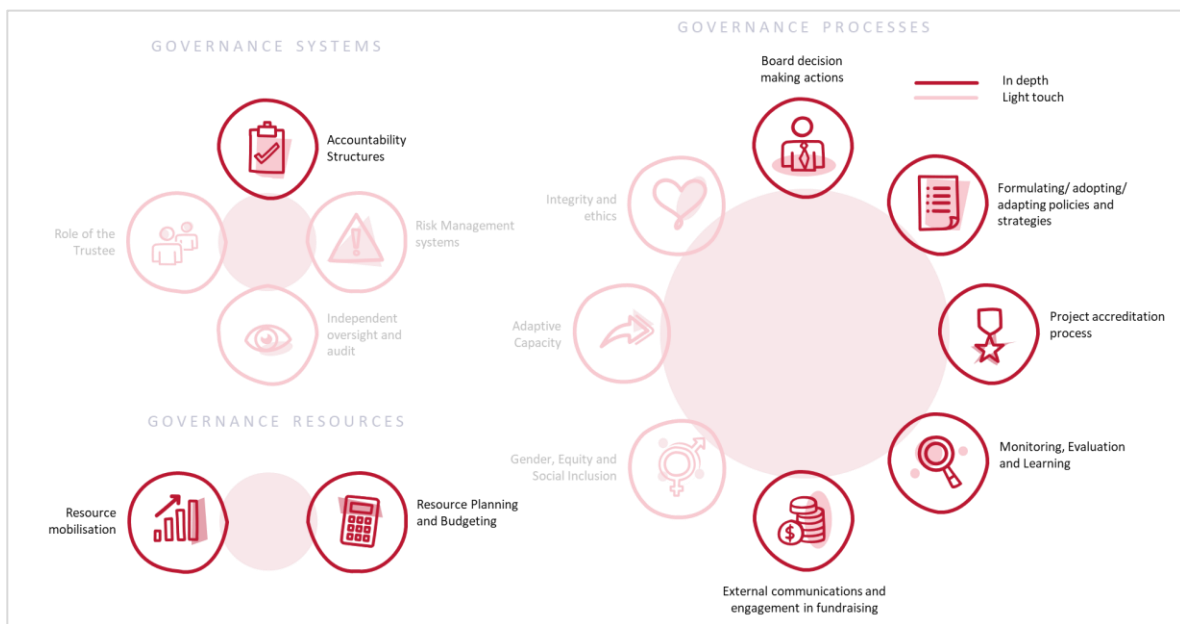 GOVERNANCE SYSTEMS
Accountability
Structures
Role of the
Trustee
Risk Management
systems
Independent
oversight and
audit
GOVERNANCE RESOURCES
Resource
mobilisation
Resource Planning
and Budgeting
GOVERNANCE PROCESSES
In depth
Light touch
Board decision
making actions
Formulating/ adopting/
adapting policies and
strategies
Project accreditation
process
Monitoring, Evaluation
and Learning
$
External communications and
engagement in fundraising
Gender, Equity and
Social Inclusion
Adaptive
Capacity
Integrity and
ethics